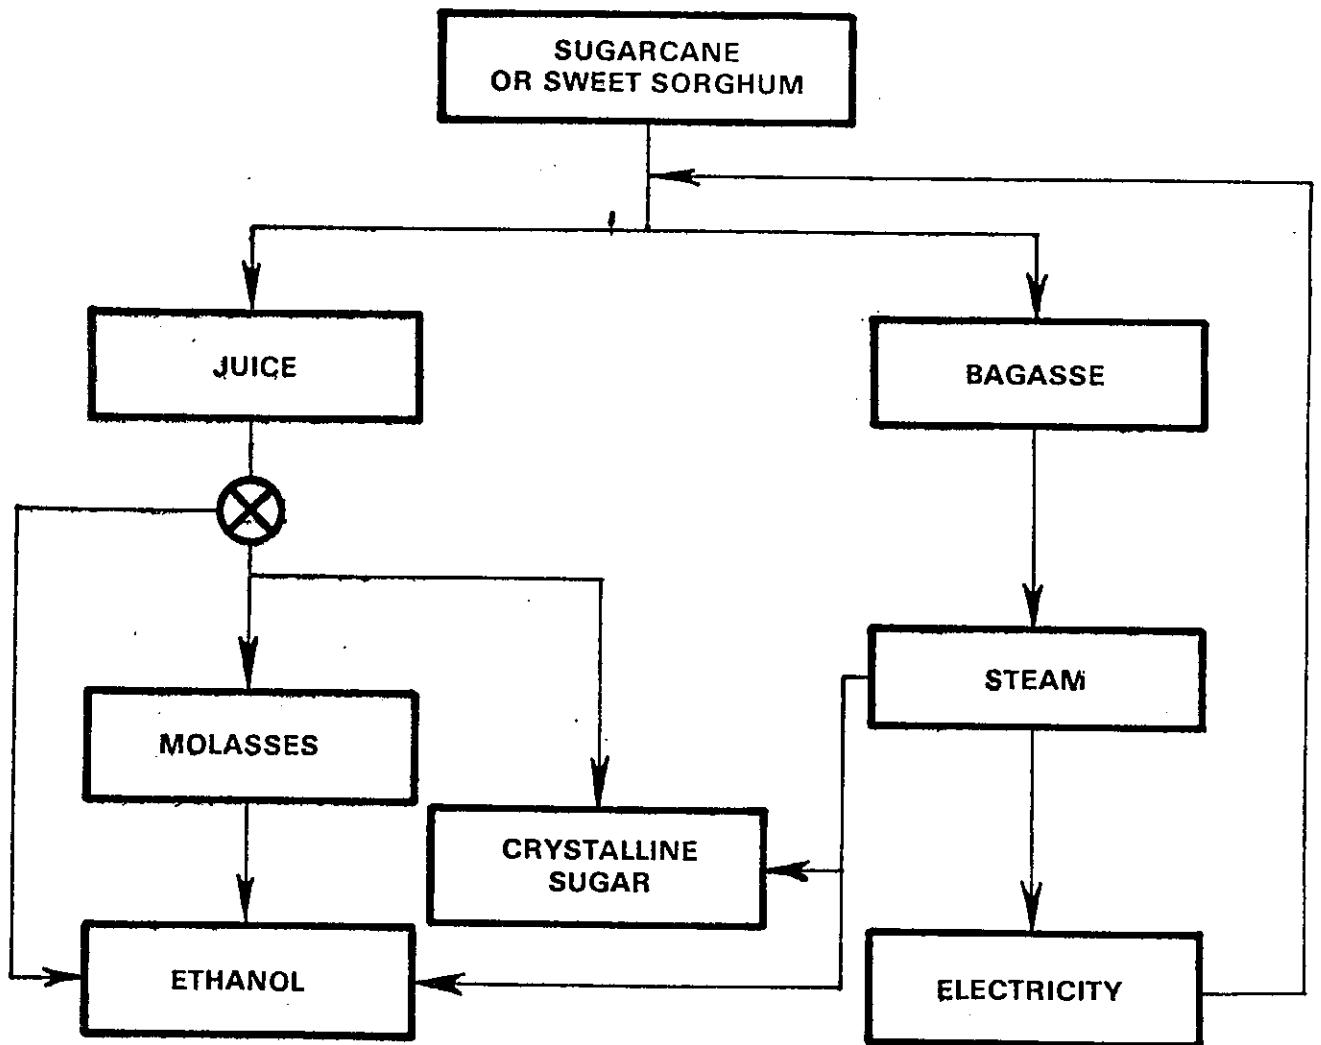 SUGARCANE
OR SWEET SORGHUM
JUICE
BAGASSE
STEAM
MOLASSES
CRYSTALLINE
SUGAR
ETHANOL
ELECTRICITY